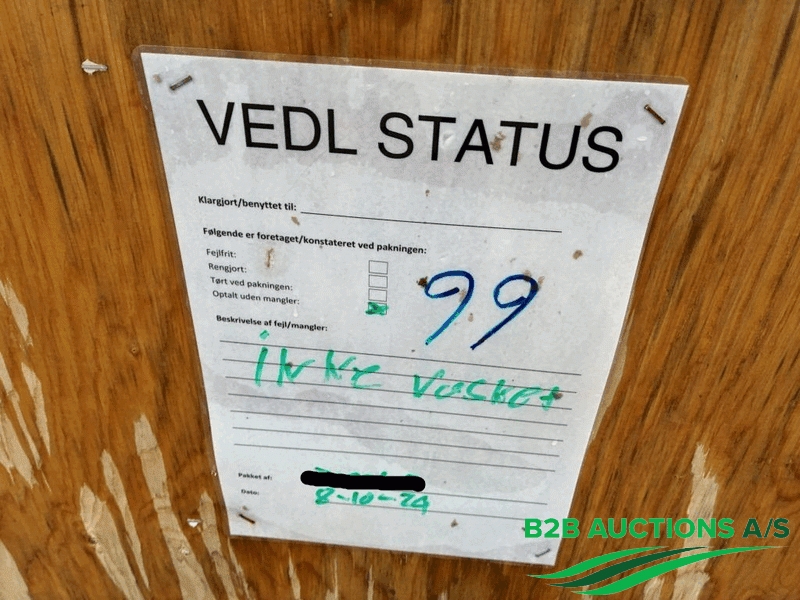 VEDL STATUS
Klargjort/benyttet til:
Følgende er foretaget/konstateret ved pakningen:
Fejlfrit:
Rengjort:
Tørt ved pakningen:
Optalt uden mangler:
99
Beskrivelse af fejl/mangler:
ikke vasket
Pakket af:
Dato: 8-10-24
B2B AUCTIONS A/S